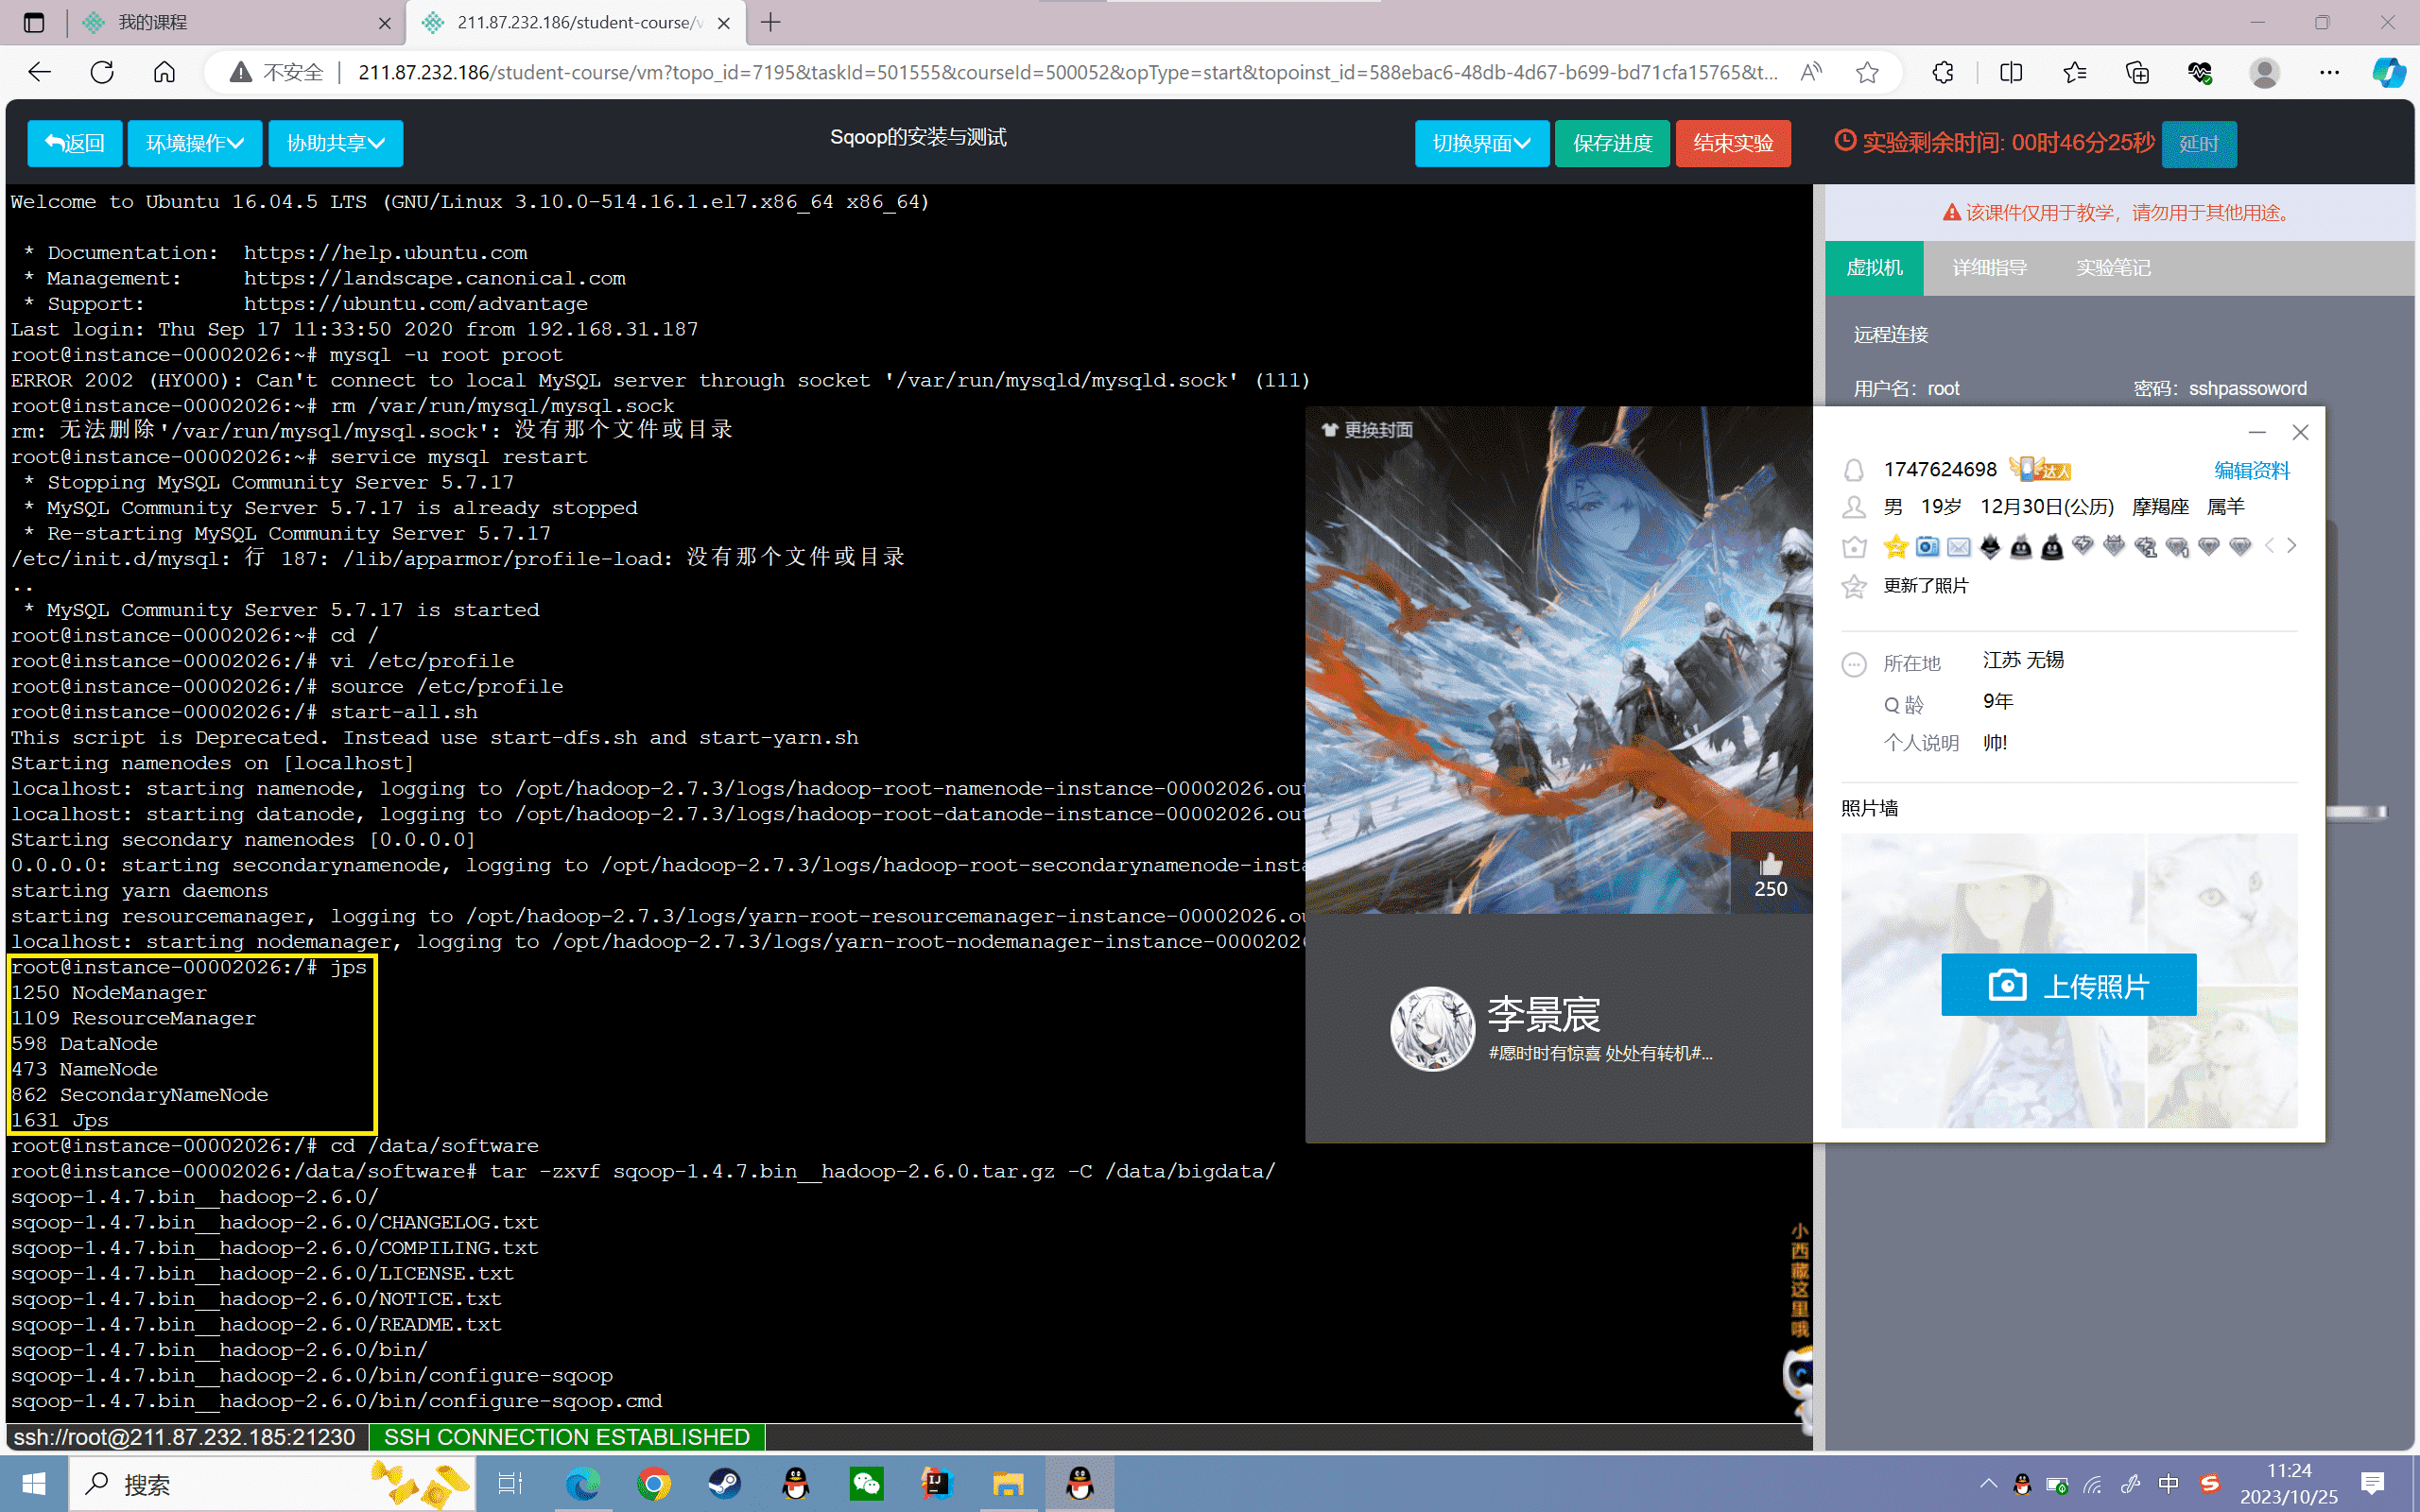 我的课程
211.87.232.186/student-course/v
不安全 211.87.232.186/student-course/vm?topo_id=7195&taskId=501555&courseId=500052&opType=start&topoinst_id=588ebac6-48db-4d67-b699-bd71cfa15765&t...
返回 环境操作 协助共享 Sqoop的安装与测试 切换界面 保存进度 结束实验 实验剩余时间: 00时46分25秒 延时
Welcome to Ubuntu 16.04.5 LTS (GNU/Linux 3.10.0-514.16.1.el7.x86_64 x86_64)
* Documentation: https://help.ubuntu.com
* Management: https://landscape.canonical.com
* Support: https://ubuntu.com/advantage
Last login: Thu Sep 17 11:33:50 2020 from 192.168.31.187
root@instance-00002026:~# mysql -u root proot
ERROR 2002 (HY000): Can't connect to local MySQL server through socket '/var/run/mysqld/mysqld.sock' (111)
root@instance-00002026:~# rm /var/run/mysql/mysql.sock
rm: 无法删除'/var/run/mysql/mysql.sock': 没有那个文件或目录
root@instance-00002026:~# service mysql restart
* Stopping MySQL Community Server 5.7.17
* MySQL Community Server 5.7.17 is already stopped
* Re-starting MySQL Community Server 5.7.17
/etc/init.d/mysql: 行 187: /lib/apparmor/profile-load: 没有那个文件或目录
..
* MySQL Community Server 5.7.17 is started
root@instance-00002026:~# cd /
root@instance-00002026:/# vi /etc/profile
root@instance-00002026:/# source /etc/profile
root@instance-00002026:/# start-all.sh
This script is Deprecated. Instead use start-dfs.sh and start-yarn.sh
Starting namenodes on [localhost]
localhost: starting namenode, logging to /opt/hadoop-2.7.3/logs/hadoop-root-namenode-instance-00002026.out
localhost: starting datanode, logging to /opt/hadoop-2.7.3/logs/hadoop-root-datanode-instance-00002026.out
Starting secondary namenodes [0.0.0.0]
0.0.0.0: starting secondarynamenode, logging to /opt/hadoop-2.7.3/logs/hadoop-root-secondarynamenode-insta
starting yarn daemons
starting resourcemanager, logging to /opt/hadoop-2.7.3/logs/yarn-root-resourcemanager-instance-00002026.ou
localhost: starting nodemanager, logging to /opt/hadoop-2.7.3/logs/yarn-root-nodemanager-instance-00002026
root@instance-00002026:/# jps
1250 NodeManager
1109 ResourceManager
598 DataNode
473 NameNode
862 SecondaryNameNode
1631 Jps
root@instance-00002026:/# cd /data/software
root@instance-00002026:/data/software# tar -zxvf sqoop-1.4.7.bin__hadoop-2.6.0.tar.gz -C /data/bigdata/
sqoop-1.4.7.bin__hadoop-2.6.0/
sqoop-1.4.7.bin__hadoop-2.6.0/CHANGELOG.txt
sqoop-1.4.7.bin__hadoop-2.6.0/COMPILING.txt
sqoop-1.4.7.bin__hadoop-2.6.0/LICENSE.txt
sqoop-1.4.7.bin__hadoop-2.6.0/NOTICE.txt
sqoop-1.4.7.bin__hadoop-2.6.0/README.txt
sqoop-1.4.7.bin__hadoop-2.6.0/bin/
sqoop-1.4.7.bin__hadoop-2.6.0/bin/configure-sqoop
sqoop-1.4.7.bin__hadoop-2.6.0/bin/configure-sqoop.cmd
ssh://root@211.87.232.185:21230 SSH CONNECTION ESTABLISHED
该课件仅用于教学，请勿用于其他用途。
虚拟机 详细指导 实验笔记
远程连接
用户名：root 密码：sshpassoword
更换封面
250
李景宸
#愿时时有惊喜 处处有转机#...
1747624698 达人 编辑资料
男 19岁 12月30日(公历) 摩羯座 属羊
更新了照片
所在地 江苏 无锡
Q 龄 9年
个人说明 帅!
照片墙
上传照片
小西藏这里哦
搜索
中
11:24
2023/10/25